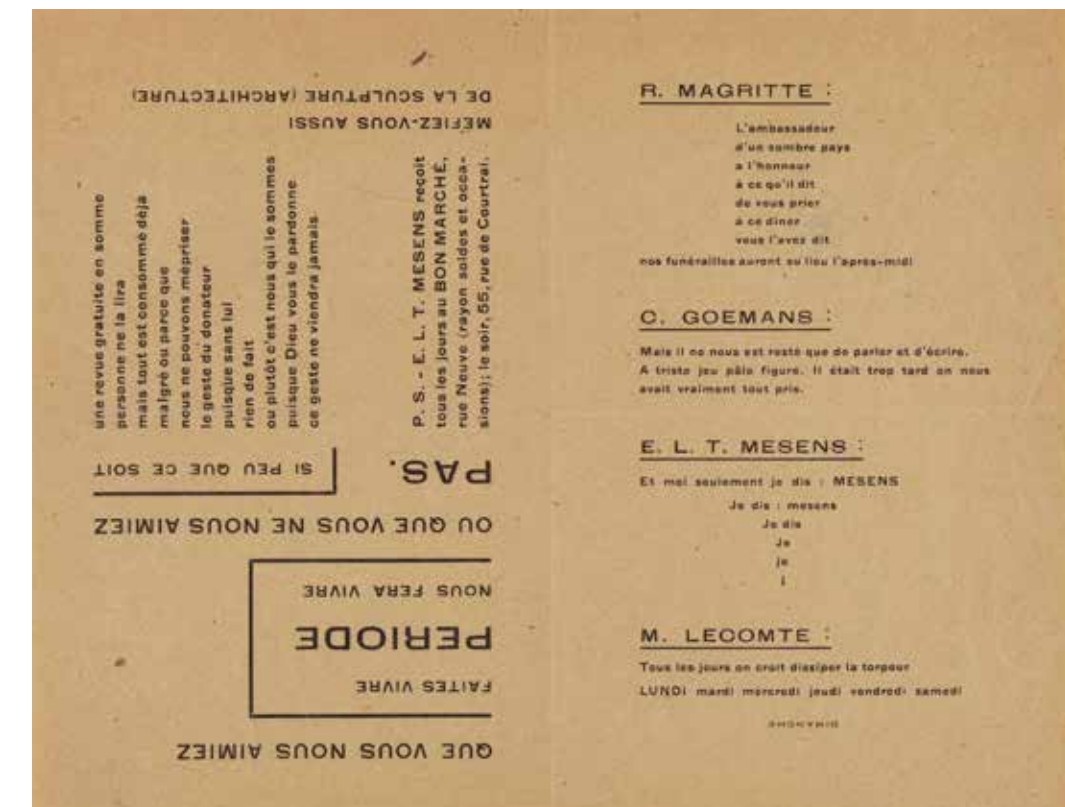 QUE VOUS NOUS AIMIEZ
FAITES VIVRE
PERIODE
NOUS FERA VIVRE
OU QUE VOUS NE NOUS AIMIEZ
PAS.
SI PEU QUE CE SOIT
une revue gratuite en somme
personne ne la lira
mais tout est consommé déja
malgré ou parce que
nous ne pouvons mépriser
le geste du donateur
puisque sans lui
rien de fait
ou plutôt c'est nous qui le sommes
puisque Dieu vous le pardonne
ce geste ne viendra jamais
P. S. - E. L. T. MESENS reçoit
tous les jours au BON MARCHÉ,
rue Neuve (rayon soldes et occa-
sions); le soir, 55, rue de Courtrai.
MEFIEZ-VOUS AUSSI
DE LA SCULPTURE (ARCHITECTURE)
R. MAGRITTE :
L'ambassadeur
d'un sombre pays
a l'honneur
à ce qu'il dit
de vous prier
à ce diner
vous l'avez dit
nos funérailles auront eu lieu l'après-midi
C. GOEMANS :
Mais il ne nous est resté que de parler et d'écrire.
A triste jeu pâle figure. Il était trop tard on nous
avait vraiment tout pris.
E. L. T. MESENS :
Et moi seulement je dis : MESENS
Je dis : mesens
Je dis
Je
je
i
M. LECOMTE :
Tous les jours on croit dissiper la torpeur
LUNDI mardi mercredi jeudi vendredi samedi
DIMANCHE